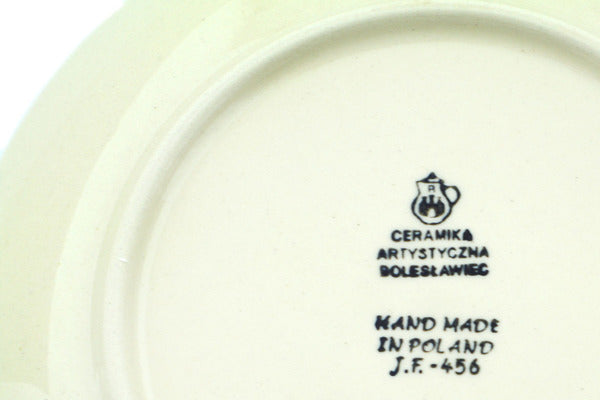 R
CERAMIKA
ARTYSTYCZNA
BOLESŁAWIEC
HAND MADE
IN POLAND
J.F.-456